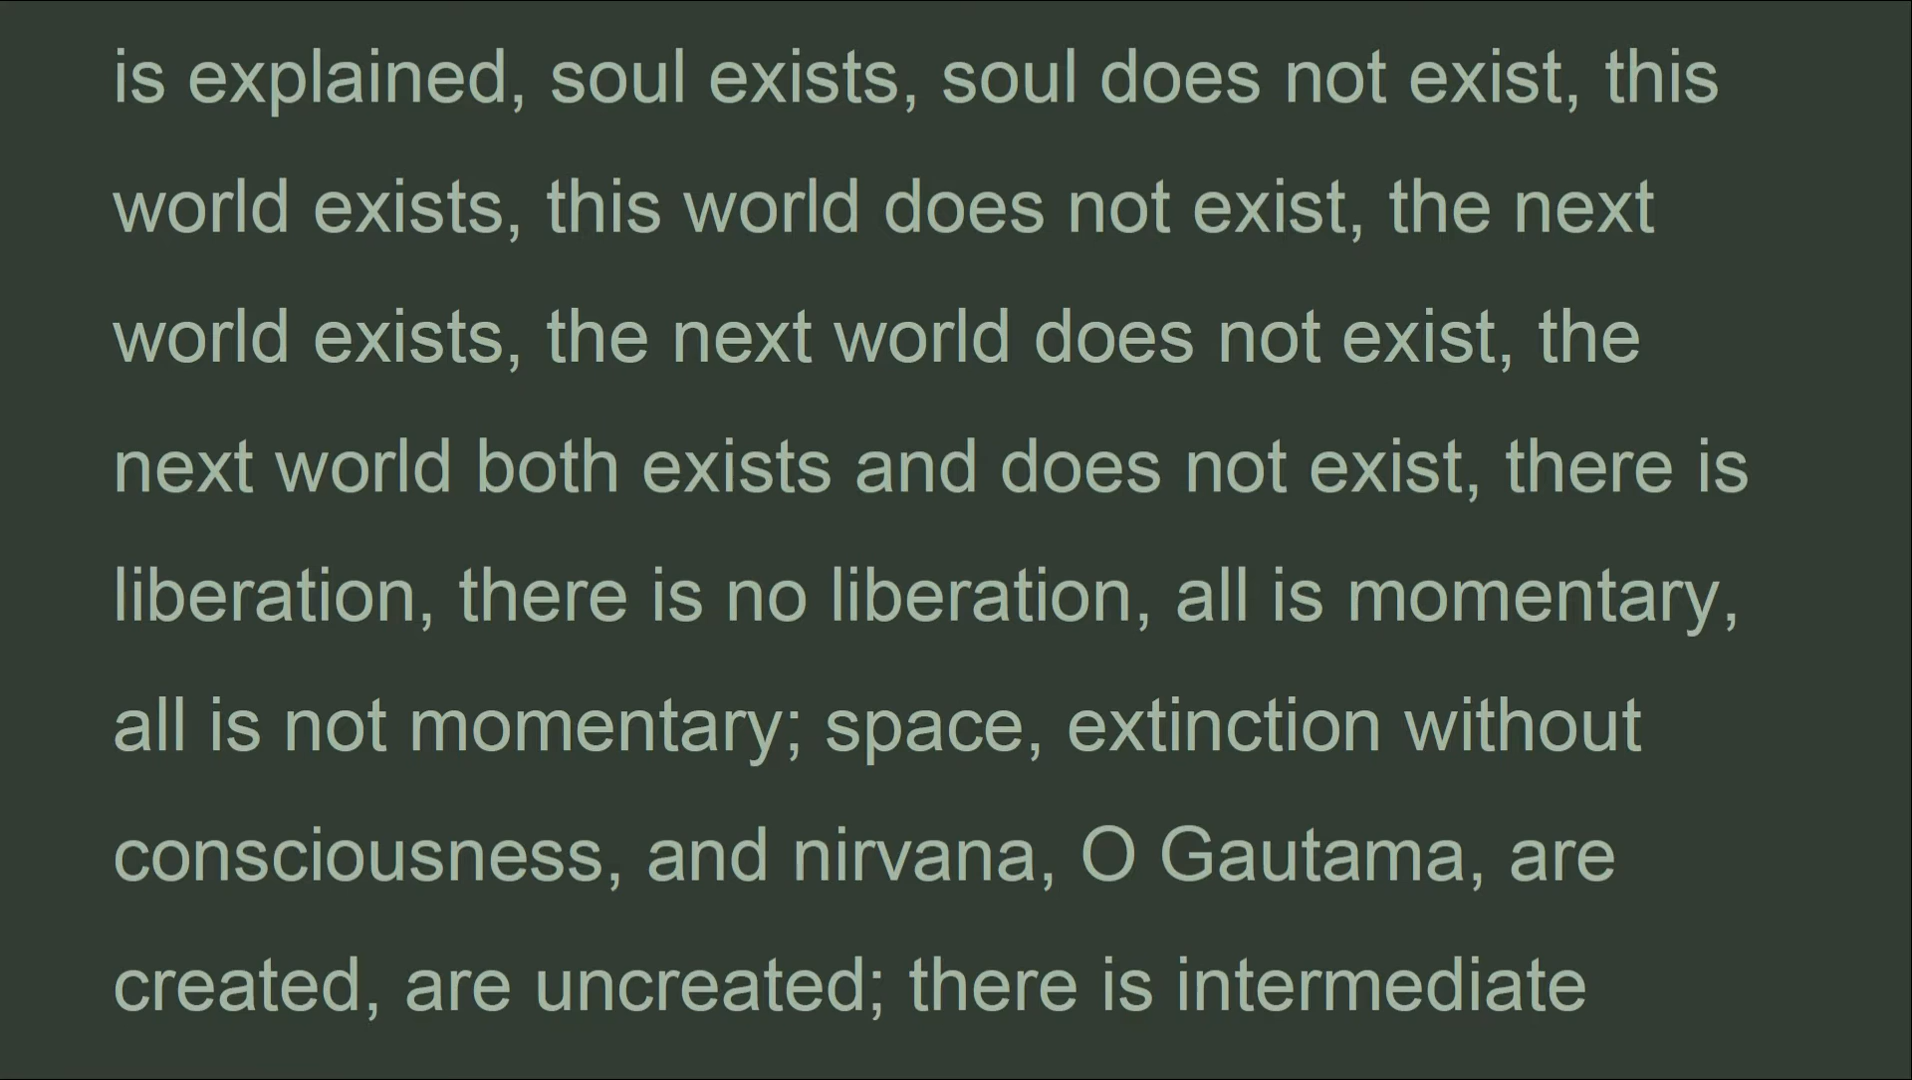 is explained, soul exists, soul does not exist, this
world exists, this world does not exist, the next
world exists, the next world does not exist, the
next world both exists and does not exist, there is
liberation, there is no liberation, all is momentary,
all is not momentary; space, extinction without
consciousness, and nirvana, O Gautama, are
created, are uncreated; there is intermediate